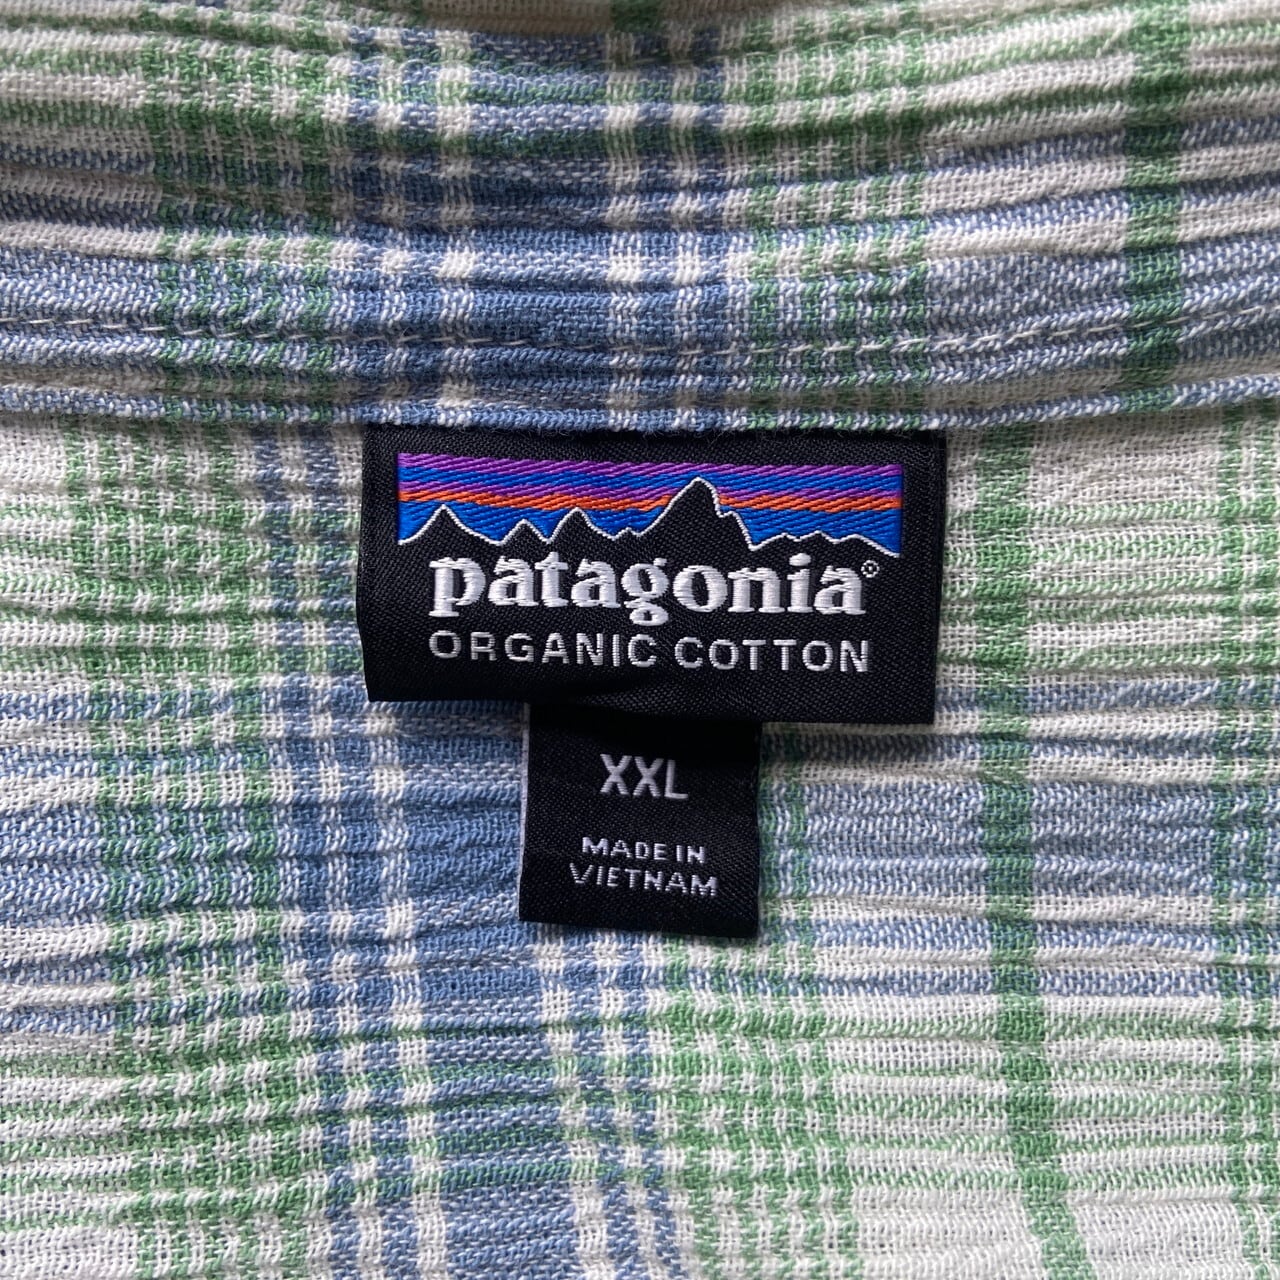 patagonia®
ORGANIC COTTON
XXL
MADE IN
VIETNAM